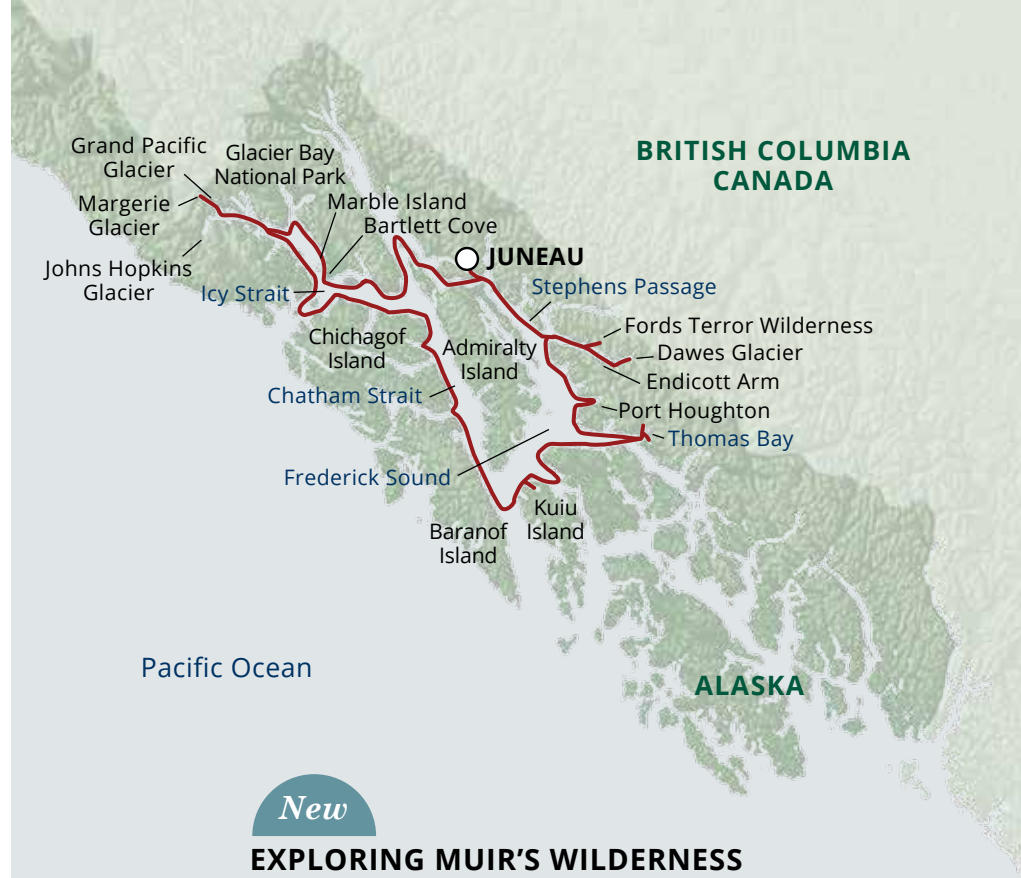 BRITISH COLUMBIA
CANADA
Grand Pacific
Glacier
Glacier Bay
National Park
Margerie
Glacier
Marble Island
Bartlett Cove
Johns Hopkins
Glacier
JUNEAU
Icy Strait
Stephens Passage
Chichagof
Island
Admiralty
Island
Fords Terror Wilderness
Dawes Glacier
Endicott Arm
Chatham Strait
Port Houghton
Thomas Bay
Frederick Sound
Baranof
Island
Kuiu
Island
Pacific Ocean
ALASKA
New
EXPLORING MUIR'S WILDERNESS